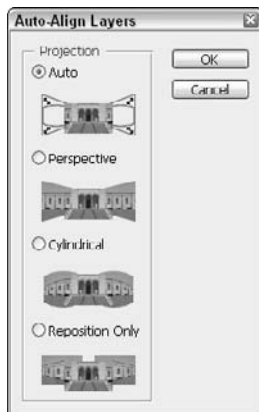 Auto-Align Layers
Projection
Auto
Perspective
Cylindrical
Reposition Only
OK
Cancel